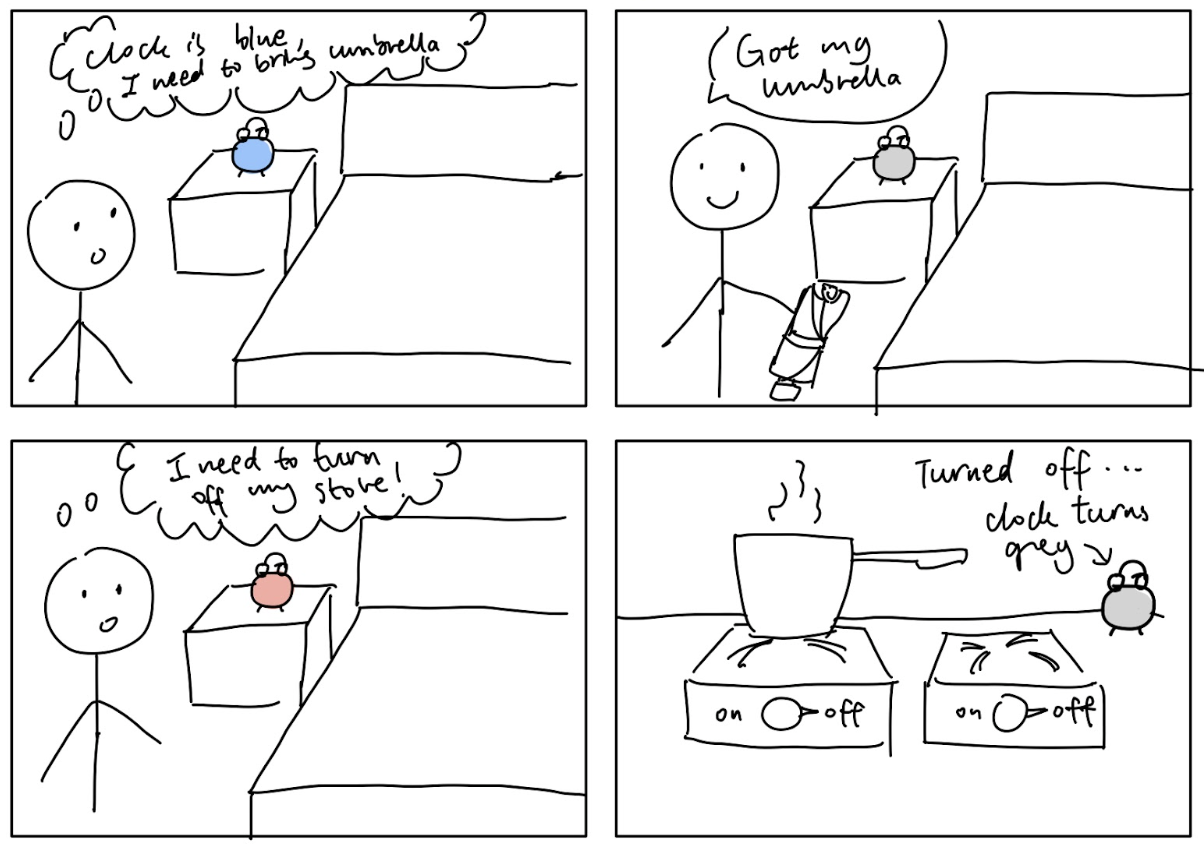 clock is blue,
I need to bring umbrella
Got my
umbrella
I need to turn
off my stove!
Turned off...
clock turns
grey
on off
on off